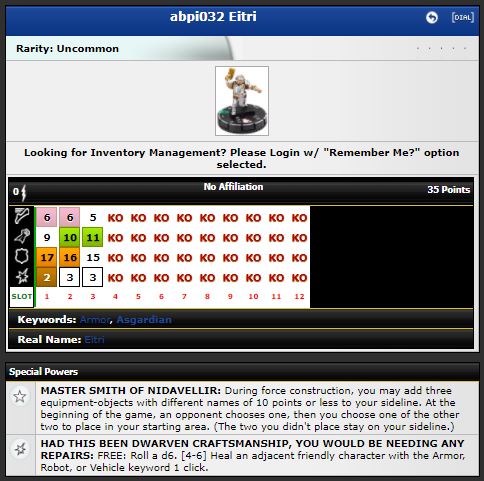 abpi032 Eitri
[DIAL]
Rarity: Uncommon
Looking for Inventory Management? Please Login w/ "Remember Me?" option
selected.
0 No Affiliation 35 Points
6 6 5 KO KO KO KO KO KO KO KO KO
9 10 11 KO KO KO KO KO KO KO KO KO
17 16 15 KO KO KO KO KO KO KO KO KO
2 3 3 KO KO KO KO KO KO KO KO KO
SLOT 1 2 3 4 5 6 7 8 9 10 11 12
Keywords: Armor, Asgardian
Real Name: Eitri
Special Powers
MASTER SMITH OF NIDAVELLIR: During force construction, you may add three
equipment-objects with different names of 10 points or less to your sideline. At the
beginning of the game, an opponent chooses one, then you choose one of the other
two to place in your starting area. (The two you didn't place stay on your sideline.)
HAD THIS BEEN DWARVEN CRAFTSMANSHIP, YOU WOULD BE NEEDING ANY
REPAIRS: FREE: Roll a d6. [4-6] Heal an adjacent friendly character with the Armor,
Robot, or Vehicle keyword 1 click.